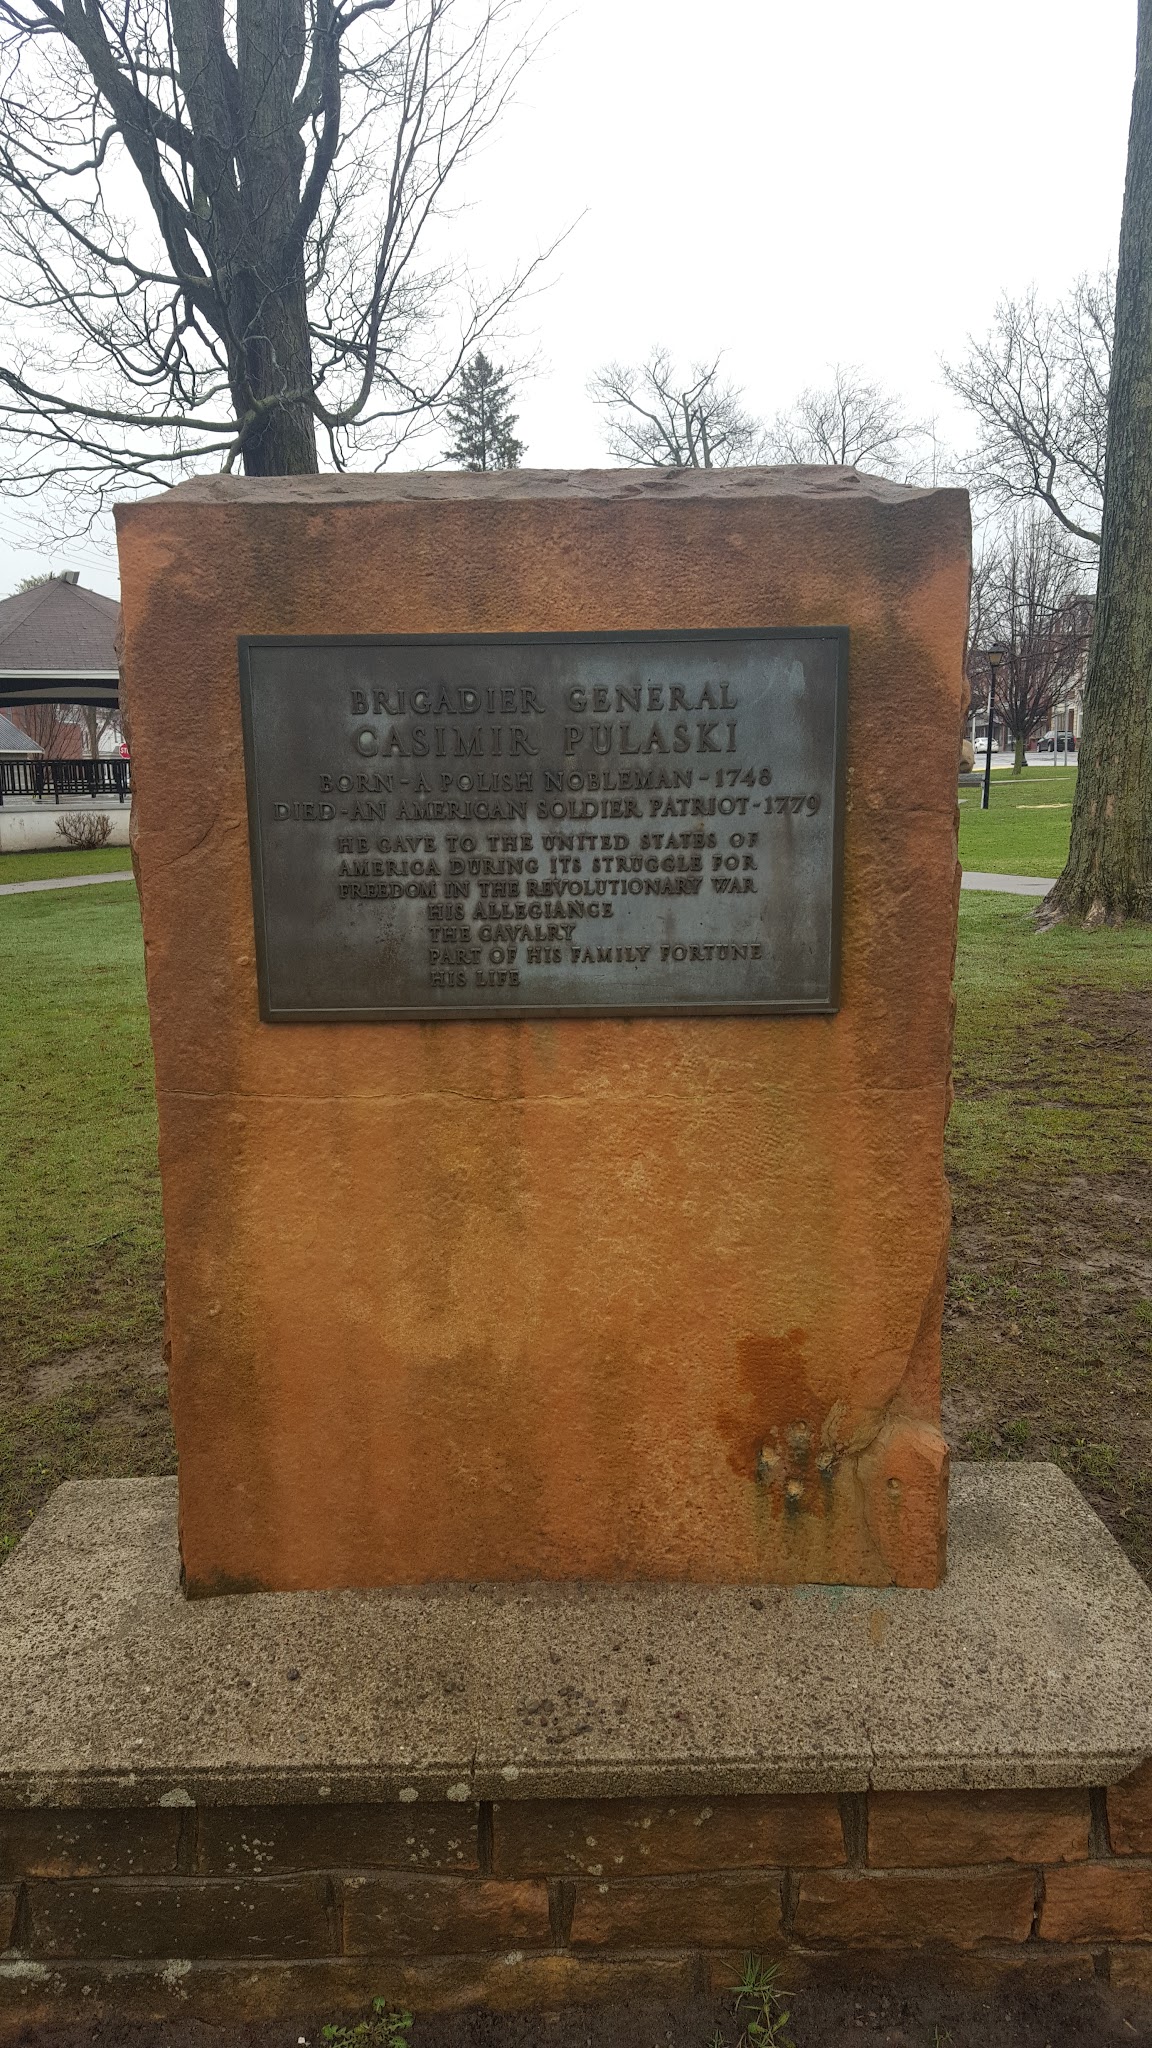 BRIGADIER GENERAL
CASIMIR PULASKI
BORN-A POLISH NOBLEMAN-1748
DIED-AN AMERICAN SOLDIER PATRIOT-1779
HE GAVE TO THE UNITED STATES OF
AMERICA DURING ITS STRUGGLE FOR
FREEDOM IN THE REVOLUTIONARY WAR
HIS ALLEGIANCE
THE CAVALRY
PART OF HIS FAMILY FORTUNE
HIS LIFE